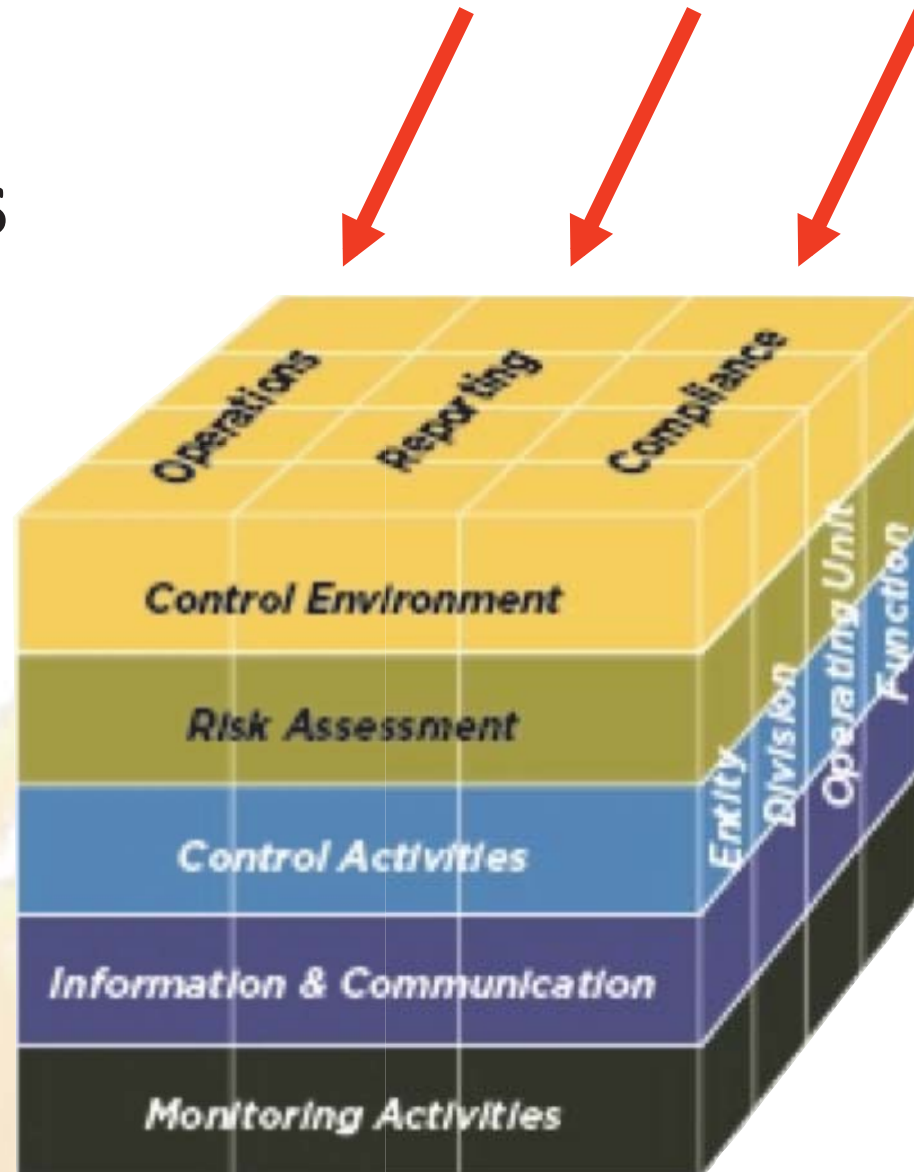 s
Operations
Reporting
Compliance
Control Environment
Risk Assessment
Control Activities
Information & Communication
Monitoring Activities
Entity
Division
Operating Unit
Function